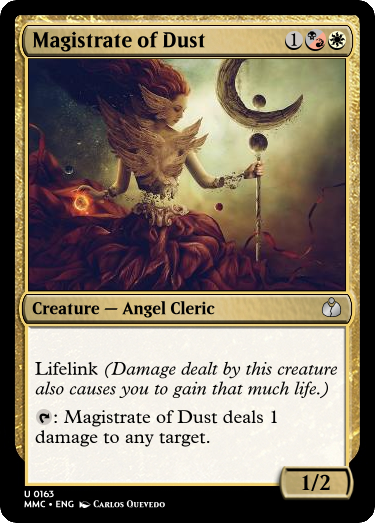 Magistrate of Dust 1
Creature — Angel Cleric
Lifelink (Damage dealt by this creature
also causes you to gain that much life.)
: Magistrate of Dust deals 1
damage to any target.
1/2
U 0163
MMC • ENG Carlos Quevedo